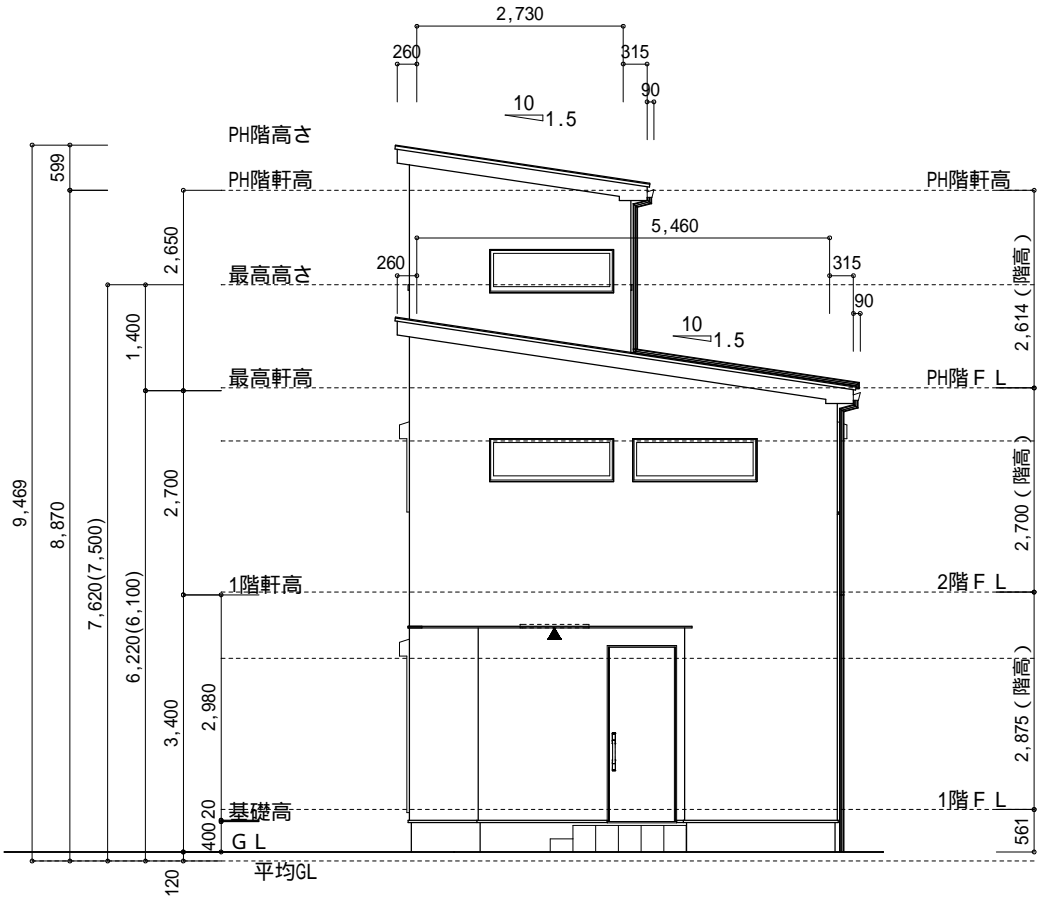 2,730
260
315
90
10
1.5
PH階高さ
599
PH階軒高
PH階軒高
5,460
2,650
260
315
最高高さ
90
2,614(階高)
10
1.5
1,400
最高軒高
PH階ＦＬ
9,469
8,870
7,620(7,500)
6,220(6,100)
2,700
2,700(階高)
1階軒高
2階ＦＬ
3,400
2,980
2,875(階高)
1階ＦＬ
20
基礎高
400
ＧＬ
561
平均GL
120